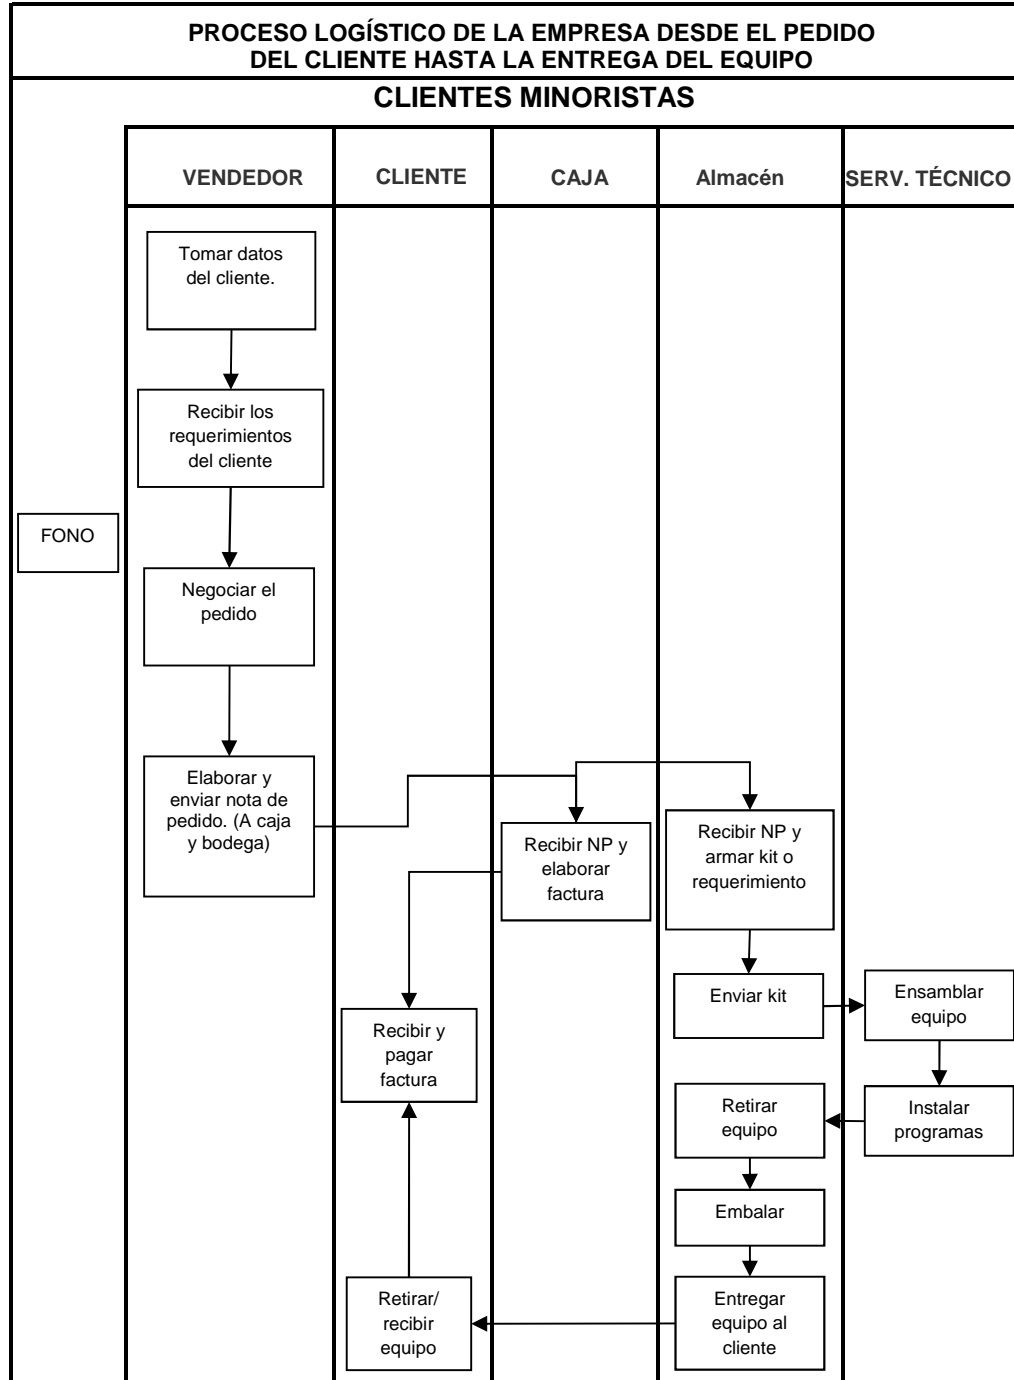 PROCESO LOGÍSTICO DE LA EMPRESA DESDE EL PEDIDO
DEL CLIENTE HASTA LA ENTREGA DEL EQUIPO
CLIENTES MINORISTAS
VENDEDOR
CLIENTE
CAJA
Almacén
SERV. TÉCNICO
Tomar datos
del cliente.
Recibir los
requerimientos
del cliente
FONO
Negociar el
pedido
Elaborar y
enviar nota de
pedido. (A caja
y bodega)
Recibir NP y
elaborar
factura
Recibir NP y
armar kit o
requerimiento
Enviar kit
Ensamblar
equipo
Recibir y
pagar
factura
Retirar
equipo
Instalar
programas
Embalar
Retirar/
recibir
equipo
Entregar
equipo al
cliente